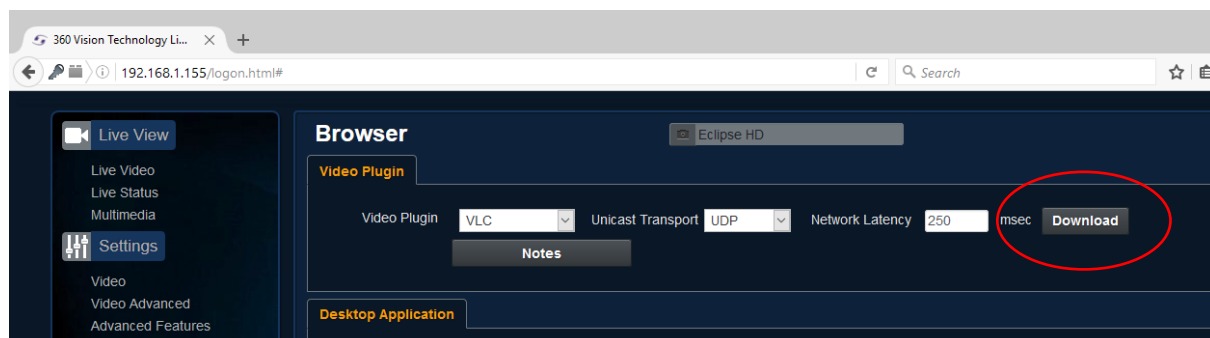 360 Vision Technology Li...
192.168.1.155/logon.html#
Search
Live View
Live Video
Live Status
Multimedia
Settings
Video
Video Advanced
Advanced Features
Browser
Eclipse HD
Video Plugin
Video Plugin VLC Unicast Transport UDP Network Latency 250 msec Download
Notes
Desktop Application